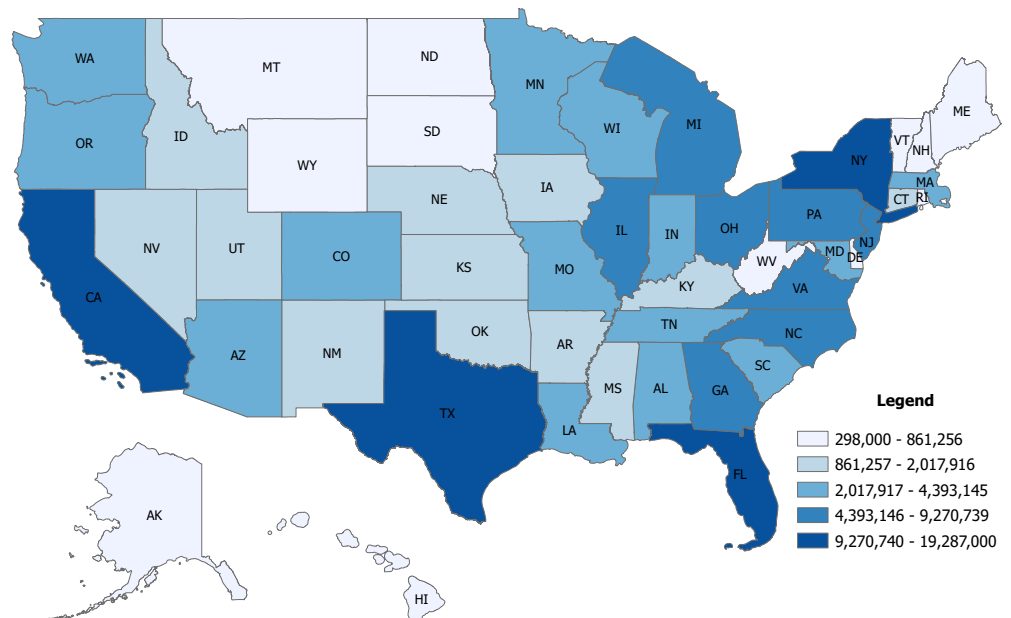 WA
MT
ND
MN
ME
OR
ID
SD
WI
MI
VT
NH
NY
WY
MA
CT
RI
IA
NE
PA
NV
UT
CO
IL
IN
OH
NJ
MD
DE
WV
KS
MO
KY
VA
CA
OK
TN
NC
AZ
NM
AR
SC
MS
AL
GA
TX
LA
FL
AK
HI
Legend
298,000 - 861,256
861,257 - 2,017,916
2,017,917 - 4,393,145
4,393,146 - 9,270,739
9,270,740 - 19,287,000